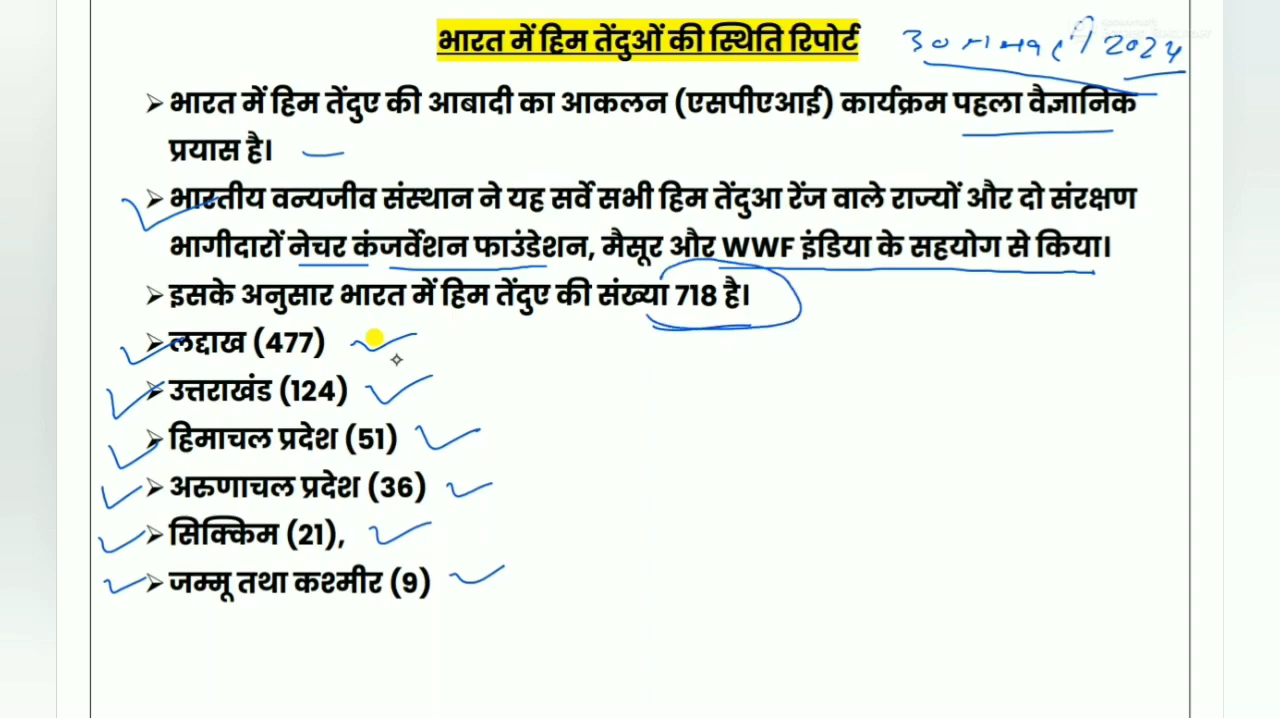 भारत में हिम तेंदुओं की स्थिति रिपोर्ट
30 जनवरी 2024
➢ भारत में हिम तेंदुए की आबादी का आकलन (एसपीएआई) कार्यक्रम पहला वैज्ञानिक
प्रयास है।
➢ भारतीय वन्यजीव संस्थान ने यह सर्वे सभी हिम तेंदुआ रेंज वाले राज्यों और दो संरक्षण
भागीदारों नेचर कंजर्वेशन फाउंडेशन, मैसूर और WWF इंडिया के सहयोग से किया।
➢ इसके अनुसार भारत में हिम तेंदुए की संख्या 718 है।
➢ लद्दाख (477)
➢ उत्तराखंड (124)
➢ हिमाचल प्रदेश (51)
➢ अरुणाचल प्रदेश (36)
➢ सिक्किम (21),
➢ जम्मू तथा कश्मीर (9)